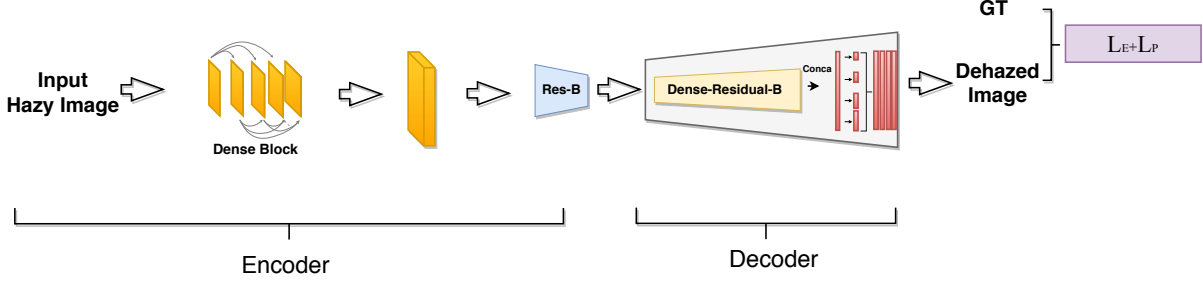 Input
Hazy Image
Dense Block
Res-B
Dense-Residual-B
Conca
GT
Dehazed
Image
LE+LP
Encoder
Decoder